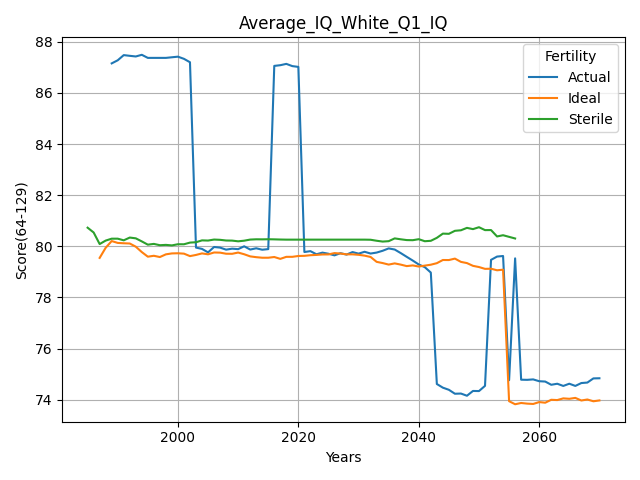 Average_IQ_White_Q1_IQ
Score(64-129)
88
86
84
82
80
78
76
74
Fertility
Actual
Ideal
Sterile
2000 2020 2040 2060
Years